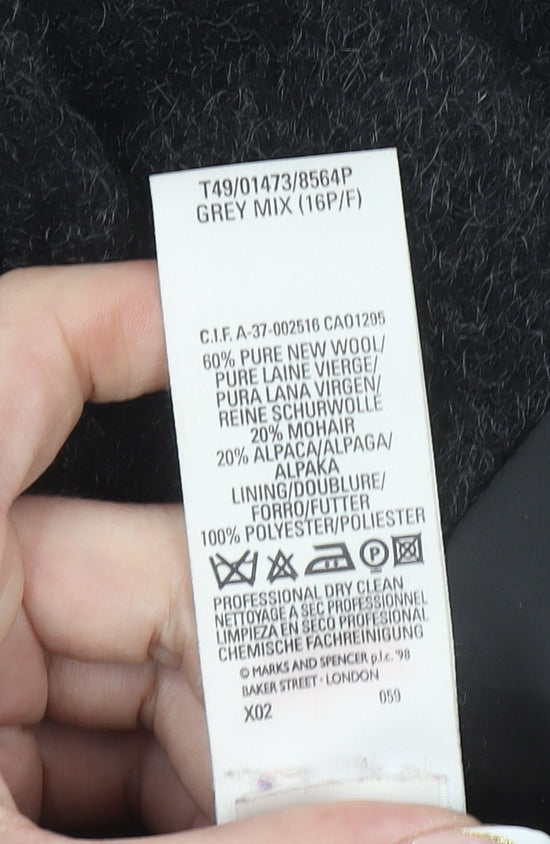 T49/01473/8564P
GREY MIX (16P/F)
C.I.F. A-37-002516 CA01295
60% PURE NEW WOOL/
PURE LAINE VIERGE/
PURA LANA VIRGEN/
REINE SCHURWOLLE
20% MOHAIR
20% ALPACA/ALPAGA/
ALPAKA
LINING/DOUBLURE/
FORRO/FUTTER
100% POLYESTER/POLIESTER
P
PROFESSIONAL DRY CLEAN
NETTOYAGE A SEC PROFESSIONNEL
LIMPIEZA EN SECO PROFESIONAL
CHEMISCHE FACHREINIGUNG
© MARKS AND SPENCER p.l.c. '98
BAKER STREET · LONDON
X02 059